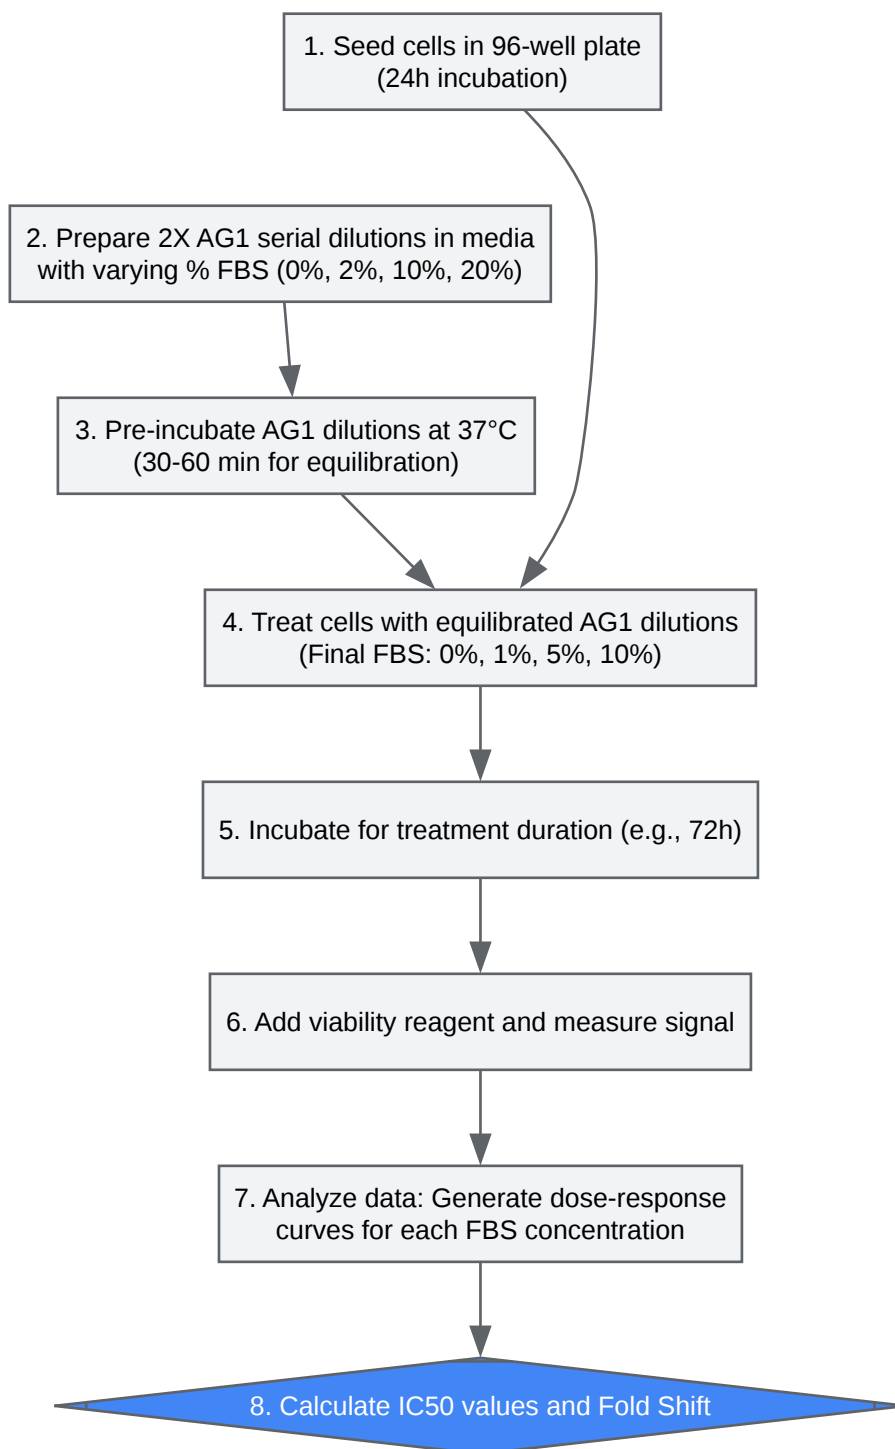 1. Seed cells in 96-well plate
(24h incubation)
2. Prepare 2X AG1 serial dilutions in media
with varying % FBS (0%, 2%, 10%, 20%)
3. Pre-incubate AG1 dilutions at 37°C
(30-60 min for equilibration)
4. Treat cells with equilibrated AG1 dilutions
(Final FBS: 0%, 1%, 5%, 10%)
5. Incubate for treatment duration (e.g., 72h)
6. Add viability reagent and measure signal
7. Analyze data: Generate dose-response
curves for each FBS concentration
8. Calculate IC50 values and Fold Shift